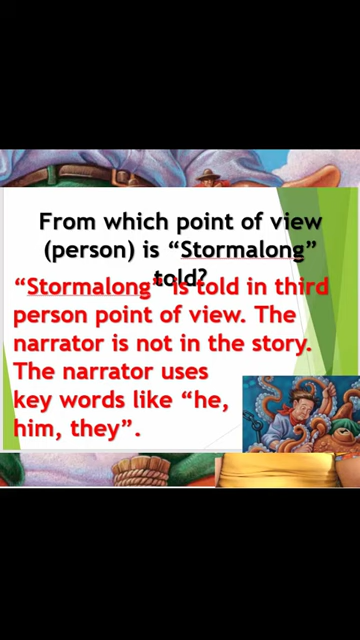 From which point of view
(person) is “Stormalong”
told?
“Stormalong” is told in third
person point of view. The
narrator is not in the story.
The narrator uses
key words like “he,
him, they”.